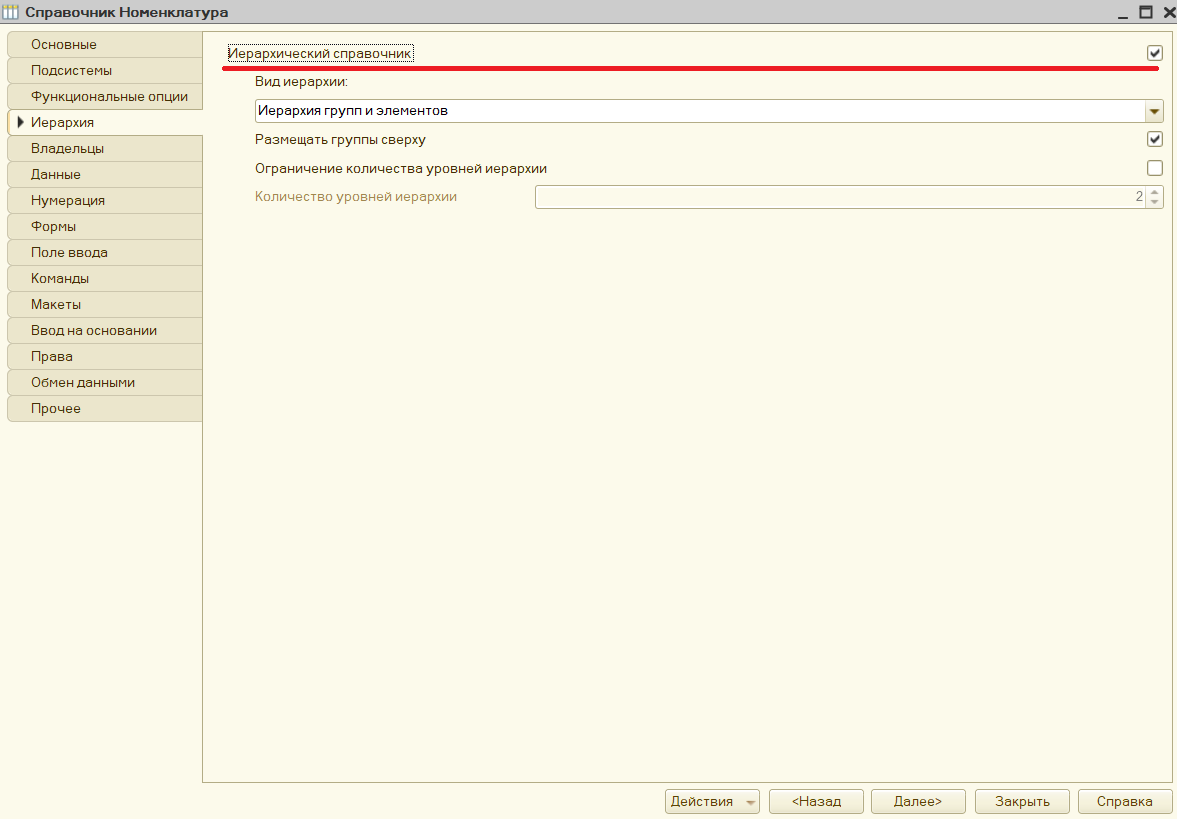 Справочник Номенклатура
Основные
Подсистемы
Функциональные опции
Иерархия
Владельцы
Данные
Нумерация
Формы
Поле ввода
Команды
Макеты
Ввод на основании
Права
Обмен данными
Прочее
Иерархический справочник
Вид иерархии:
Иерархия групп и элементов
Размещать группы сверху
Ограничение количества уровней иерархии
Количество уровней иерархии 2
Действия <Назад Далее> Закрыть Справка